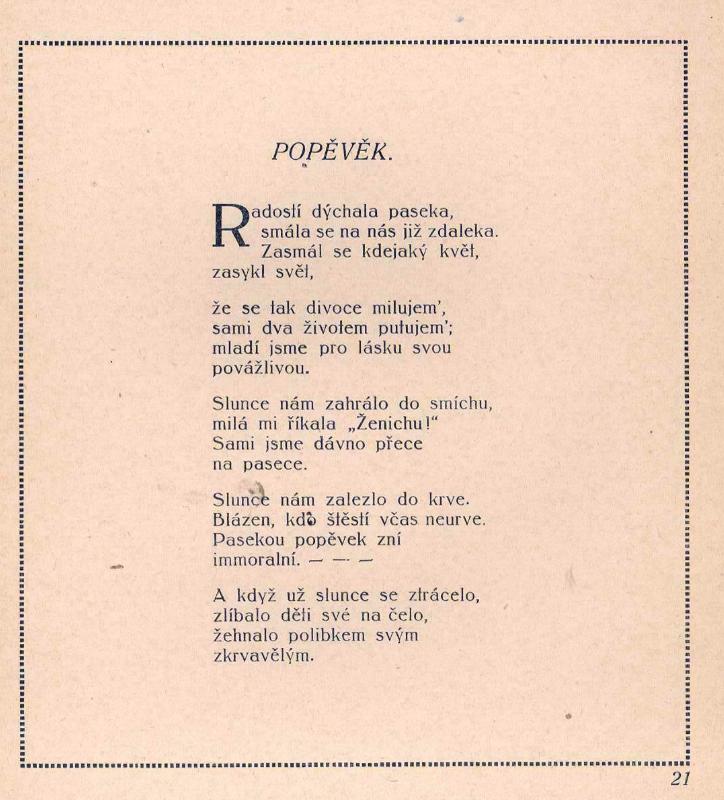 POPĚVĚK.
Radostí dýchala paseka,
smála se na nás již zdaleka.
Zasmál se kdejaký květ,
zasykl svět,
že se tak divoce milujem',
sami dva životem putujem';
mladí jsme pro lásku svou
povážlivou.
Slunce nám zahrálo do smíchu,
milá mi říkala „Ženichu!“
Sami jsme dávno přece
na pasece.
Slunce nám zalezlo do krve.
Blázen, kdo štěstí včas neurve.
Pasekou popěvek zní
immoralní. — — —
A když už slunce se ztrácelo,
zlíbalo děti své na čelo,
žehnalo polibkem svým
zkrvavělým.
21